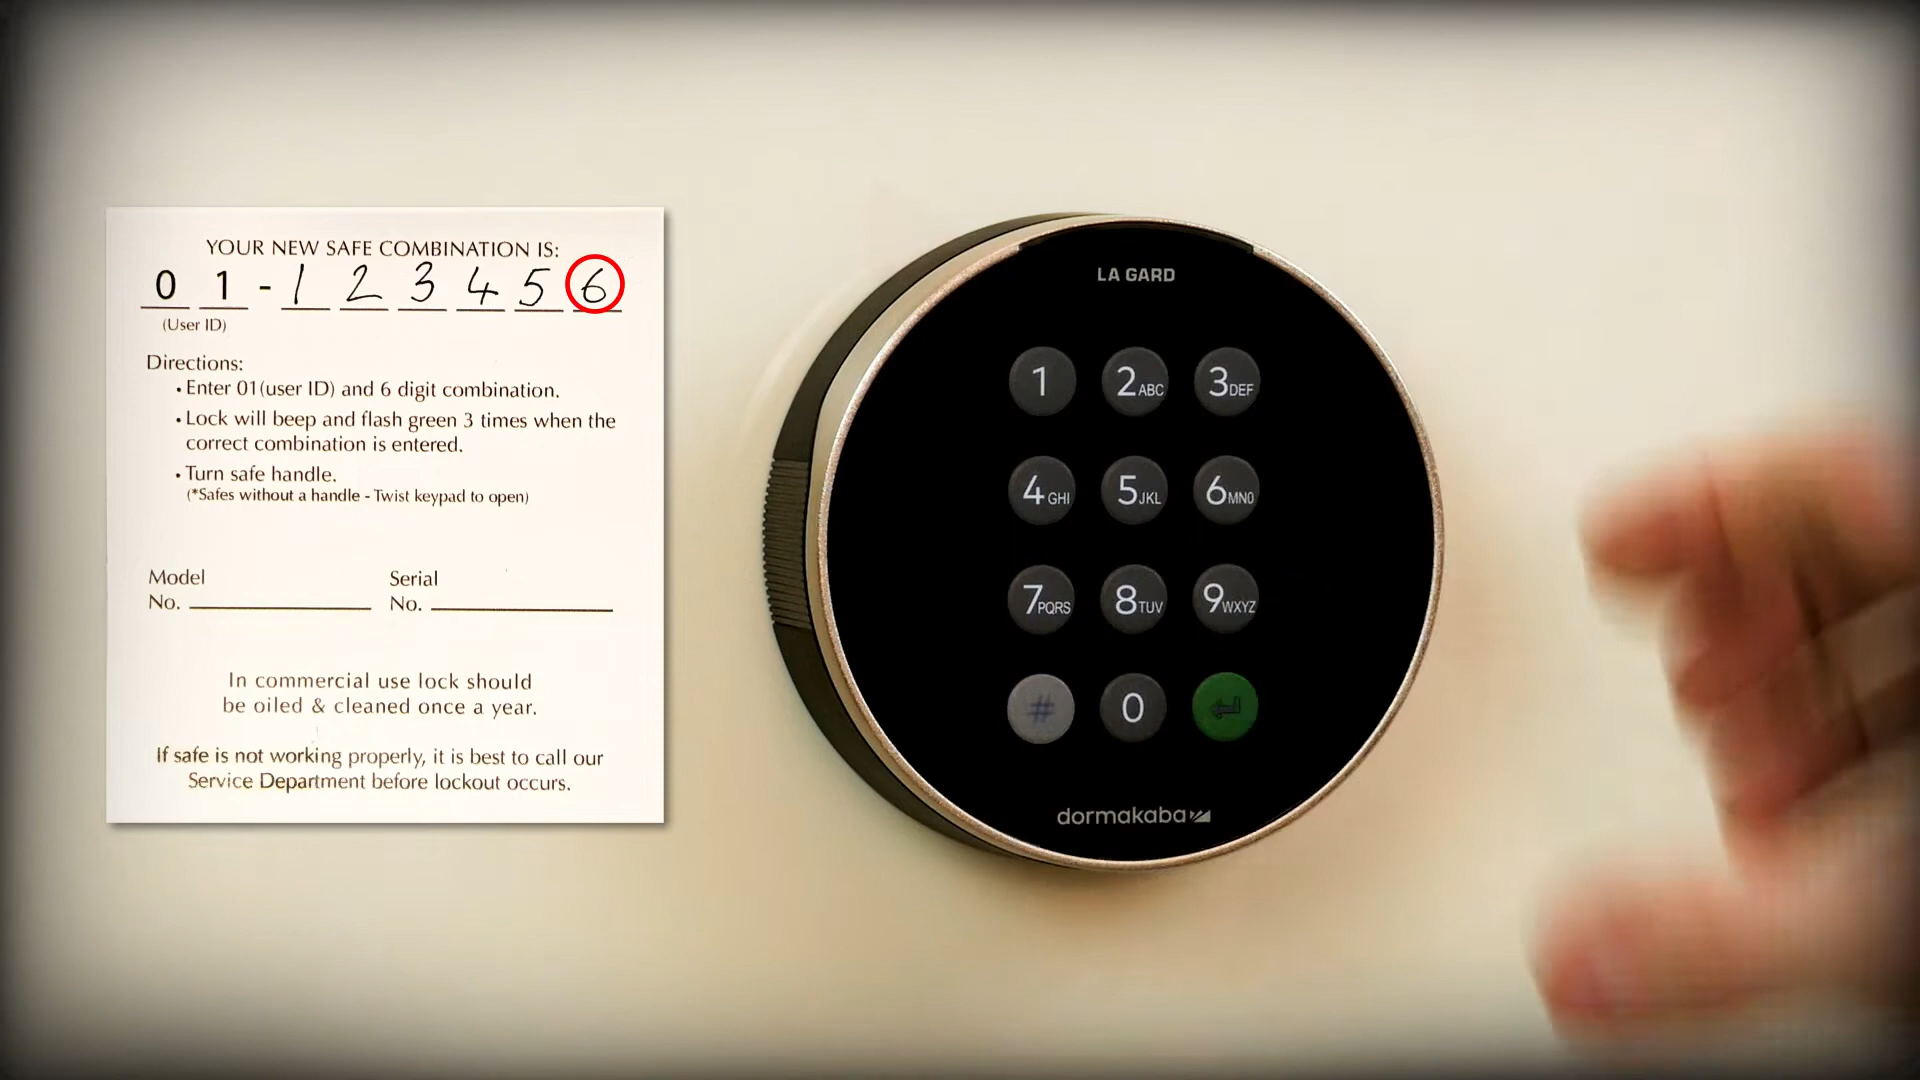 YOUR NEW SAFE COMBINATION IS:
0 1 - 1 2 3 4 5 6
(User ID)
Directions:
• Enter 01(user ID) and 6 digit combination.
• Lock will beep and flash green 3 times when the
correct combination is entered.
• Turn safe handle.
(*Safes without a handle - Twist keypad to open)
Model
No.
Serial
No.
In commercial use lock should
be oiled & cleaned once a year.
If safe is not working properly, it is best to call our
Service Department before lockout occurs.
LA GARD
1 2ABC 3DEF
4GHI 5JKL 6MNO
7PQRS 8TUV 9WXYZ
# 0
dormakaba